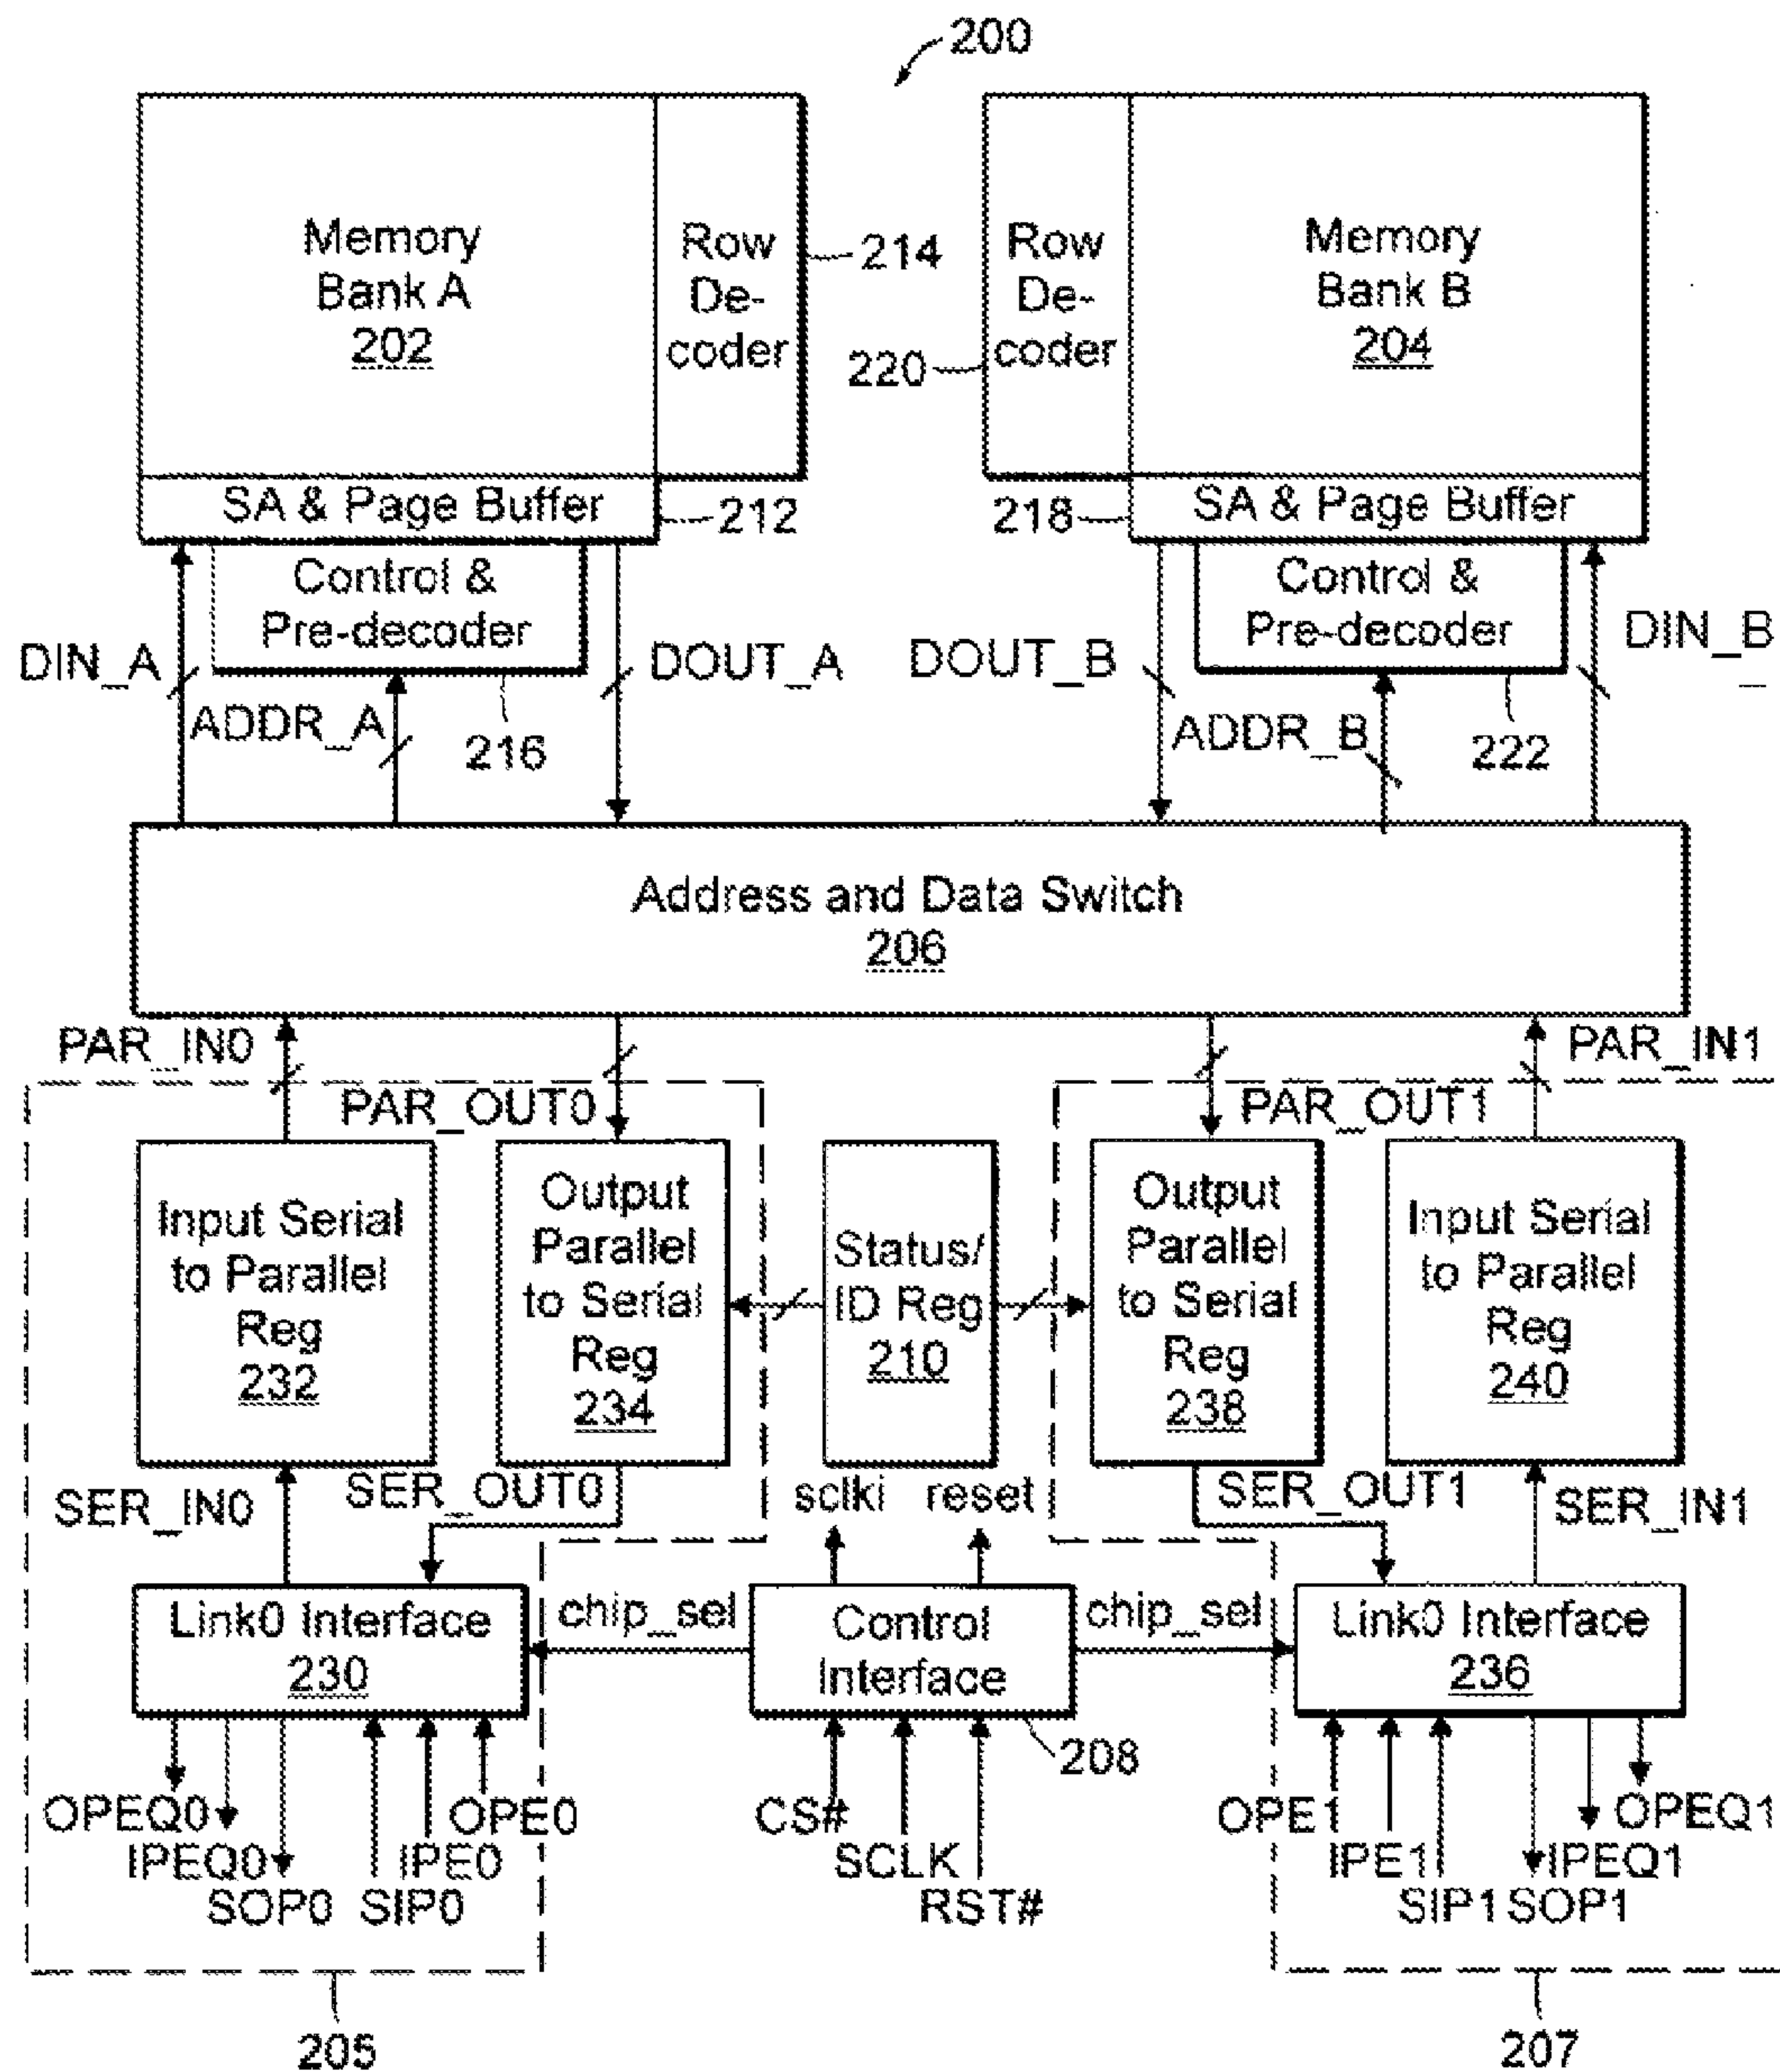 200
Memory
Bank A
202
Row
De-
coder
214
Row
De-
coder
220
Memory
Bank B
204
SA & Page Buffer
212
218
SA & Page Buffer
Control &
Pre-decoder
Control &
Pre-decoder
DIN_A
DOUT_A
DOUT_B
DIN_B
ADDR_A
216
ADDR_B
222
Address and Data Switch
206
PAR_IN0
PAR_IN1
PAR_OUT0
PAR_OUT1
Input Serial
to Parallel
Reg
232
Output
Parallel
to Serial
Reg
234
Status/
ID Reg
210
Output
Parallel
to Serial
Reg
238
Input Serial
to Parallel
Reg
240
SER_IN0
SER_OUT0
sclki
reset
SER_OUT1
SER_IN1
Link0 Interface
230
chip_sel
Control
Interface
chip_sel
Link0 Interface
236
208
OPEQ0
IPEQ0
SOP0
SIP0
IPE0
OPE0
CS#
SCLK
RST#
OPE1
IPE1
SIP1
SOP1
IPEQ1
OPEQ1
205
207